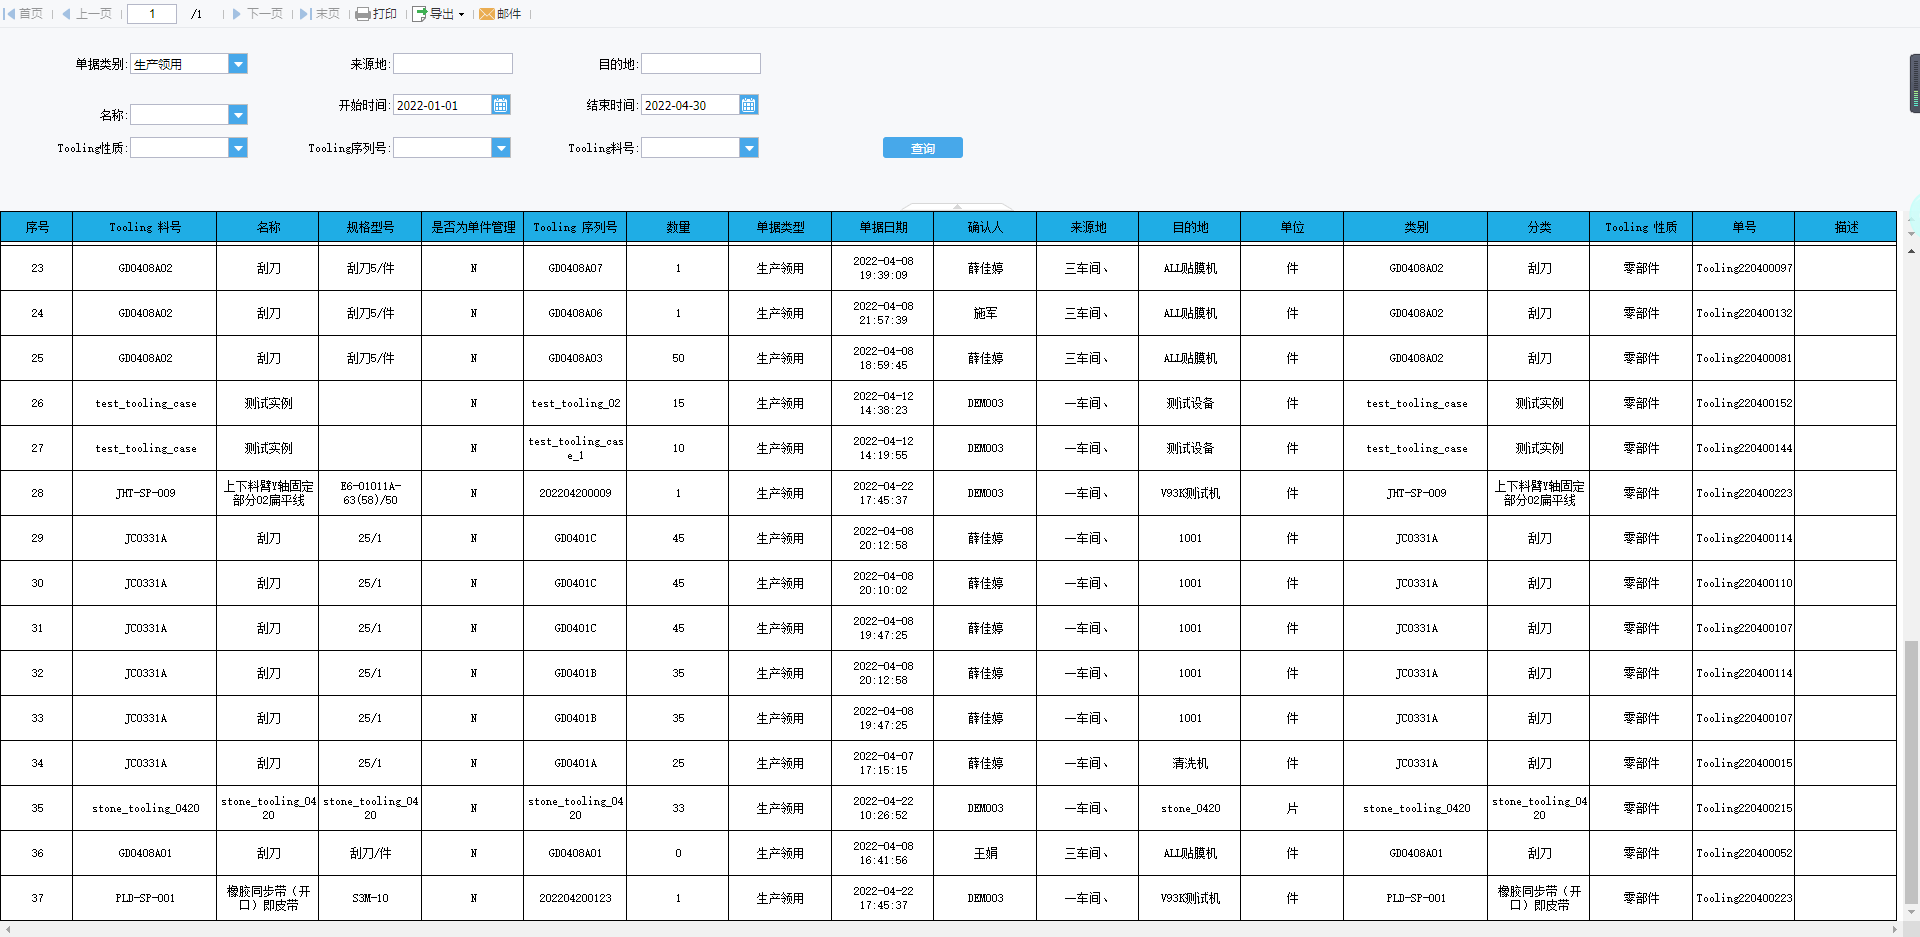 首页 上一页 1 /1 下一页 末页 打印 导出 邮件
单据类别: 生产领用 来源地: 目的地:
名称: 开始时间: 2022-01-01 结束时间: 2022-04-30
Tooling性质: Tooling序列号: Tooling料号: 查询
序号 Tooling 料号 名称 规格型号 是否为单件管理 Tooling 序列号 数量 单据类型 单据日期 确认人 来源地 目的地 单位 类别 分类 Tooling 性质 单号 描述
23 GD0408A02 刮刀 刮刀5/件 N GD0408A07 1 生产领用 2022-04-08 19:39:09 薛佳婷 三车间、 ALL贴膜机 件 GD0408A02 刮刀 零部件 Tooling220400097
24 GD0408A02 刮刀 刮刀5/件 N GD0408A06 1 生产领用 2022-04-08 21:57:39 施军 三车间、 ALL贴膜机 件 GD0408A02 刮刀 零部件 Tooling220400132
25 GD0408A02 刮刀 刮刀5/件 N GD0408A03 50 生产领用 2022-04-08 18:59:45 薛佳婷 三车间、 ALL贴膜机 件 GD0408A02 刮刀 零部件 Tooling220400081
26 test_tooling_case 测试实例 N test_tooling_02 15 生产领用 2022-04-12 14:38:23 DEM003 一车间、 测试设备 件 test_tooling_case 测试实例 零部件 Tooling220400152
27 test_tooling_case 测试实例 N test_tooling_case_1 10 生产领用 2022-04-12 14:19:55 DEM003 一车间、 测试设备 件 test_tooling_case 测试实例 零部件 Tooling220400144
28 JHT-SP-009 上下料臂Y轴固定部分02扁平线 E6-01011A-63(58)/50 N 202204200009 1 生产领用 2022-04-22 17:45:37 DEM003 一车间、 V93K测试机 件 JHT-SP-009 上下料臂Y轴固定部分02扁平线 零部件 Tooling220400223
29 JC0331A 刮刀 25/1 N GD0401C 45 生产领用 2022-04-08 20:12:58 薛佳婷 一车间、 1001 件 JC0331A 刮刀 零部件 Tooling220400114
30 JC0331A 刮刀 25/1 N GD0401C 45 生产领用 2022-04-08 20:10:02 薛佳婷 一车间、 1001 件 JC0331A 刮刀 零部件 Tooling220400110
31 JC0331A 刮刀 25/1 N GD0401C 45 生产领用 2022-04-08 19:47:25 薛佳婷 一车间、 1001 件 JC0331A 刮刀 零部件 Tooling220400107
32 JC0331A 刮刀 25/1 N GD0401B 35 生产领用 2022-04-08 20:12:58 薛佳婷 一车间、 1001 件 JC0331A 刮刀 零部件 Tooling220400114
33 JC0331A 刮刀 25/1 N GD0401B 35 生产领用 2022-04-08 19:47:25 薛佳婷 一车间、 1001 件 JC0331A 刮刀 零部件 Tooling220400107
34 JC0331A 刮刀 25/1 N GD0401A 25 生产领用 2022-04-07 17:15:15 薛佳婷 一车间、 清洗机 件 JC0331A 刮刀 零部件 Tooling220400015
35 stone_tooling_0420 stone_tooling_0420 stone_tooling_0420 N stone_tooling_0420 33 生产领用 2022-04-22 10:26:52 DEM003 一车间、 stone_0420 片 stone_tooling_0420 stone_tooling_0420 零部件 Tooling220400215
36 GD0408A01 刮刀 刮刀/件 N GD0408A01 0 生产领用 2022-04-08 16:41:56 王娟 三车间、 ALL贴膜机 件 GD0408A01 刮刀 零部件 Tooling220400052
37 PLD-SP-001 橡胶同步带（开口）即皮带 S3M-10 N 202204200123 1 生产领用 2022-04-22 17:45:37 DEM003 一车间、 V93K测试机 件 PLD-SP-001 橡胶同步带（开口）即皮带 零部件 Tooling220400223